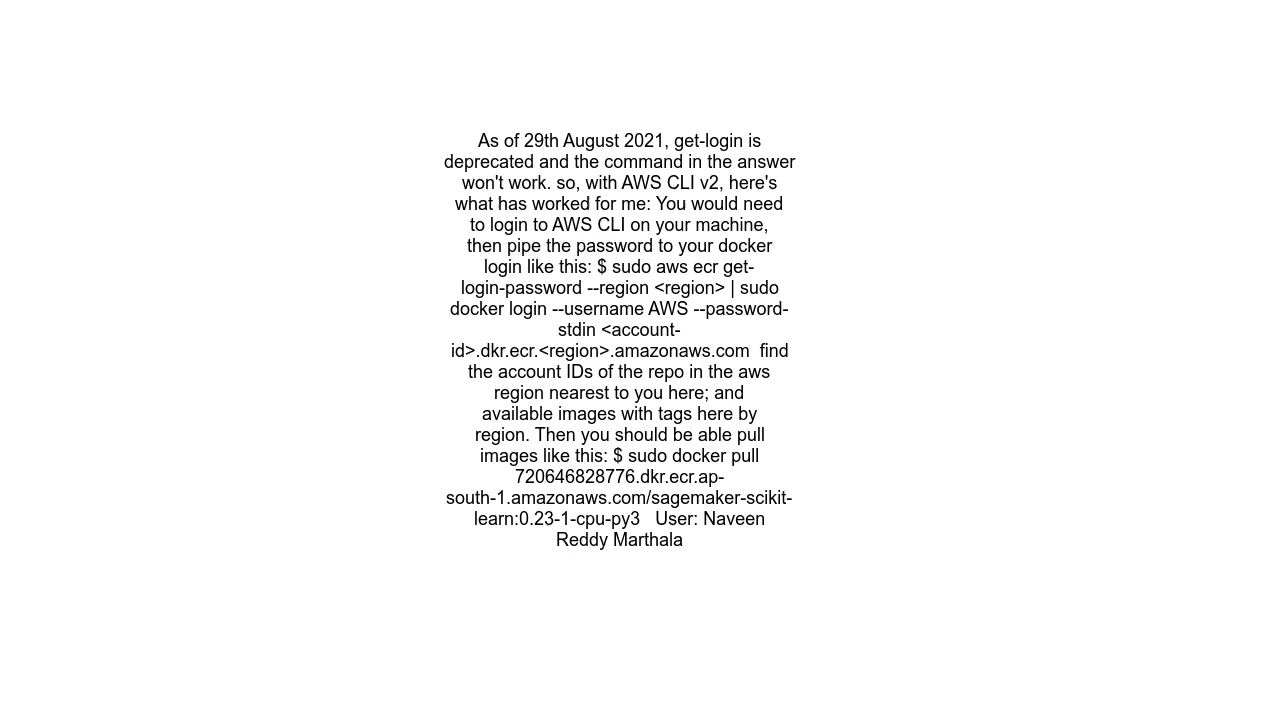 As of 29th August 2021, get-login is
deprecated and the command in the answer
won't work. so, with AWS CLI v2, here's
what has worked for me: You would need
to login to AWS CLI on your machine,
then pipe the password to your docker
login like this: $ sudo aws ecr get-
login-password --region <region> | sudo
docker login --username AWS --password-
stdin <account-
id>.dkr.ecr.<region>.amazonaws.com  find
the account IDs of the repo in the aws
region nearest to you here; and
available images with tags here by
region. Then you should be able pull
images like this: $ sudo docker pull
720646828776.dkr.ecr.ap-
south-1.amazonaws.com/sagemaker-scikit-
learn:0.23-1-cpu-py3   User: Naveen
Reddy Marthala